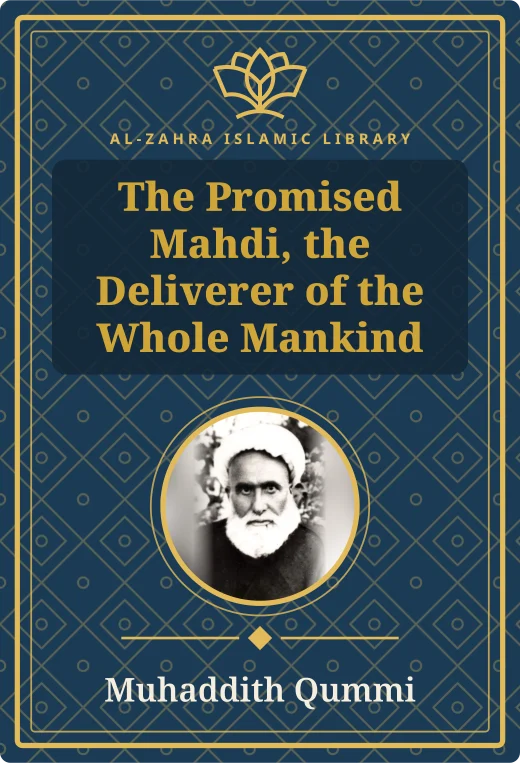 AL-ZAHRA ISLAMIC LIBRARY
The Promised
Mahdi, the
Deliverer of the
Whole Mankind
Muhaddith Qummi